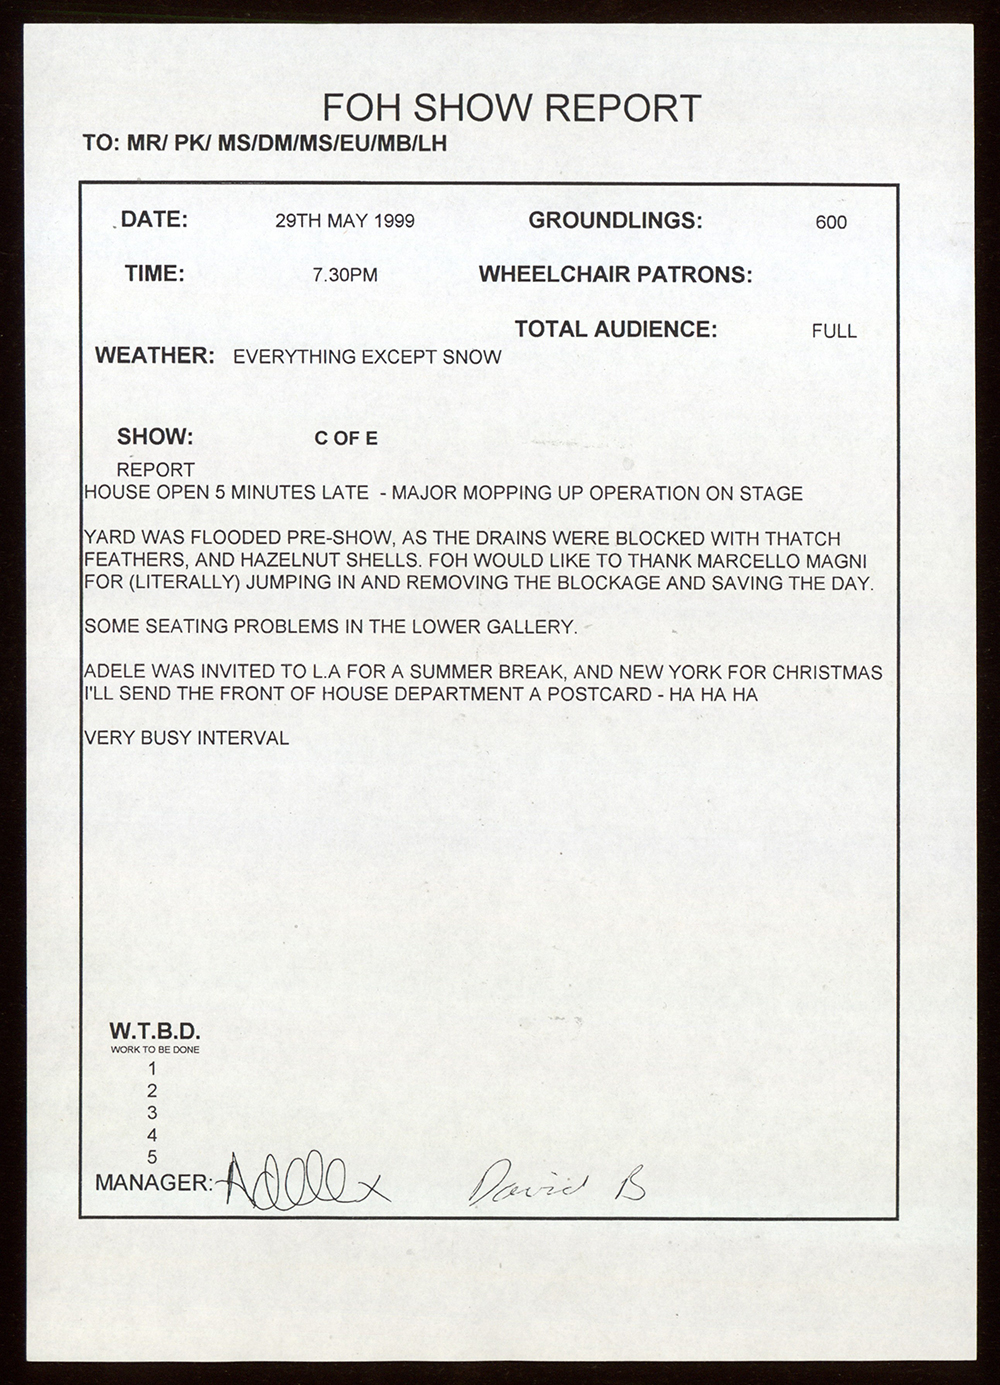 FOH SHOW REPORT
TO: MR/ PK/ MS/DM/MS/EU/MB/LH
DATE: 29TH MAY 1999 GROUNDLINGS: 600
TIME: 7.30PM WHEELCHAIR PATRONS:
TOTAL AUDIENCE: FULL
WEATHER: EVERYTHING EXCEPT SNOW
SHOW: C OF E
REPORT
HOUSE OPEN 5 MINUTES LATE - MAJOR MOPPING UP OPERATION ON STAGE
YARD WAS FLOODED PRE-SHOW, AS THE DRAINS WERE BLOCKED WITH THATCH
FEATHERS, AND HAZELNUT SHELLS. FOH WOULD LIKE TO THANK MARCELLO MAGNI
FOR (LITERALLY) JUMPING IN AND REMOVING THE BLOCKAGE AND SAVING THE DAY.
SOME SEATING PROBLEMS IN THE LOWER GALLERY.
ADELE WAS INVITED TO L.A FOR A SUMMER BREAK, AND NEW YORK FOR CHRISTMAS
I'LL SEND THE FRONT OF HOUSE DEPARTMENT A POSTCARD - HA HA HA
VERY BUSY INTERVAL
W.T.B.D.
WORK TO BE DONE
1
2
3
4
5
MANAGER: Adele x David B